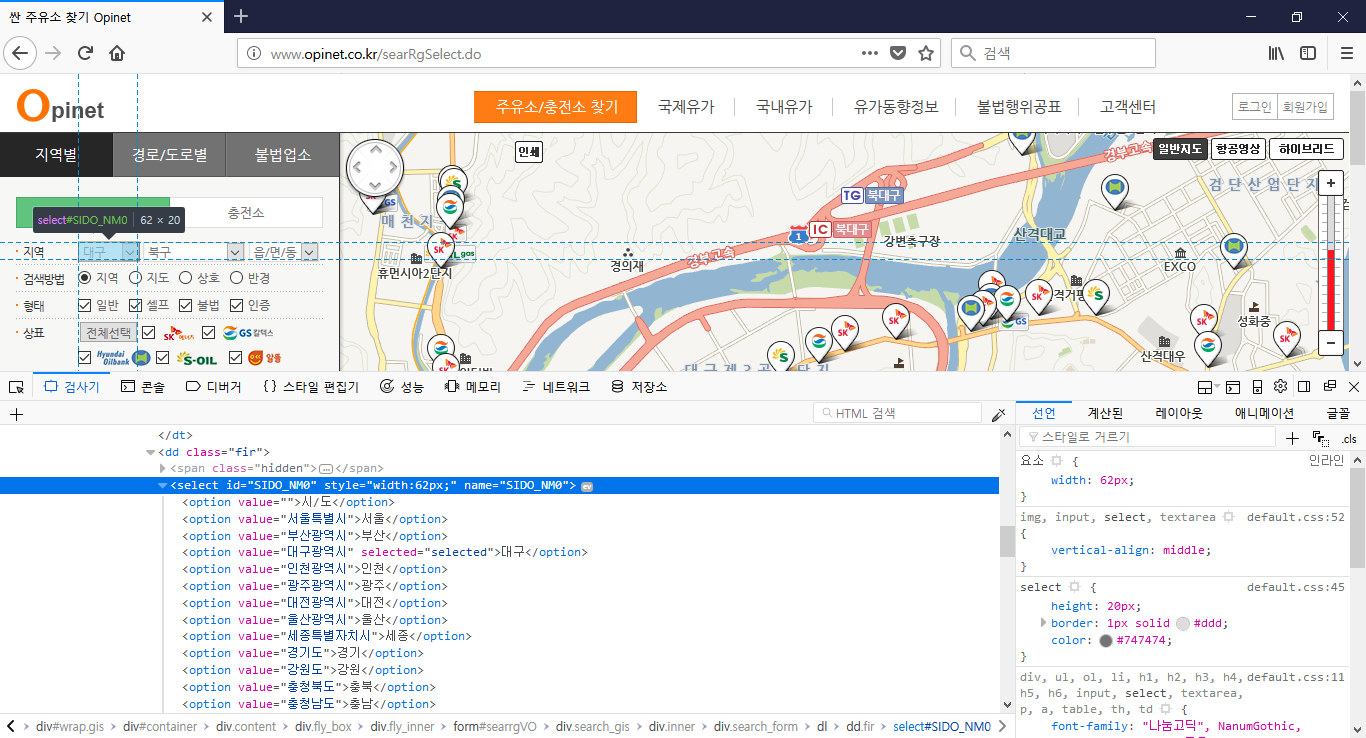 싼 주유소 찾기 Opinet
www.opinet.co.kr/searRgSelect.do
검색
Opinet
주유소/충전소 찾기 국제유가 국내유가 유가동향정보 불법행위공표 고객센터
로그인 회원가입
지역별 경로/도로별 불법업소
충전소
select#SIDO_NM0 62 × 20
지역 대구 북구 읍/면/동
검색방법 지역 지도 상호 반경
형태 일반 셀프 불법 인증
상표 전체선택 SK에너지 GS칼텍스
Hyundai Oilbank S-OIL 알뜰
인쇄
일반지도 항공영상 하이브리드
경부고속
검단산업단지
TG 북대구
매천지
IC 북대구
1
강변축구장
산격대교
경의재
경부고속
휴먼시아2단지
EXCO
격거평
성화중
산격대우
대구제3공단지
검사기 콘솔 디버거 스타일 편집기 성능 메모리 네트워크 저장소
HTML 검색
</dt>
<dd class="fir">
<span class="hidden">…</span>
<select id="SIDO_NM0" style="width:62px;" name="SIDO_NM0"> ev
<option value="">시/도</option>
<option value="서울특별시">서울</option>
<option value="부산광역시">부산</option>
<option value="대구광역시" selected="selected">대구</option>
<option value="인천광역시">인천</option>
<option value="광주광역시">광주</option>
<option value="대전광역시">대전</option>
<option value="울산광역시">울산</option>
<option value="세종특별자치시">세종</option>
<option value="경기도">경기</option>
<option value="강원도">강원</option>
<option value="충청북도">충북</option>
<option value="충청남도">충남</option>
div#wrap.gis div#container div.content div.fly_box div.fly_inner form#searrgVO div.search_gis div.inner div.search_form dl dd.fir select#SIDO_NM0
선언 계산된 레이아웃 애니메이션 글꼴
스타일로 거르기 .cls
요소 { 인라인
width: 62px;
}
img, input, select, textarea default.css:52
{
vertical-align: middle;
}
select { default.css:45
height: 20px;
border: 1px solid #ddd;
color: #747474;
}
div, ul, ol, li, h1, h2, h3, h4, default.css:11
h5, h6, input, select, textarea,
p, a, table, th, td {
font-family: "나눔고딕", NanumGothic,